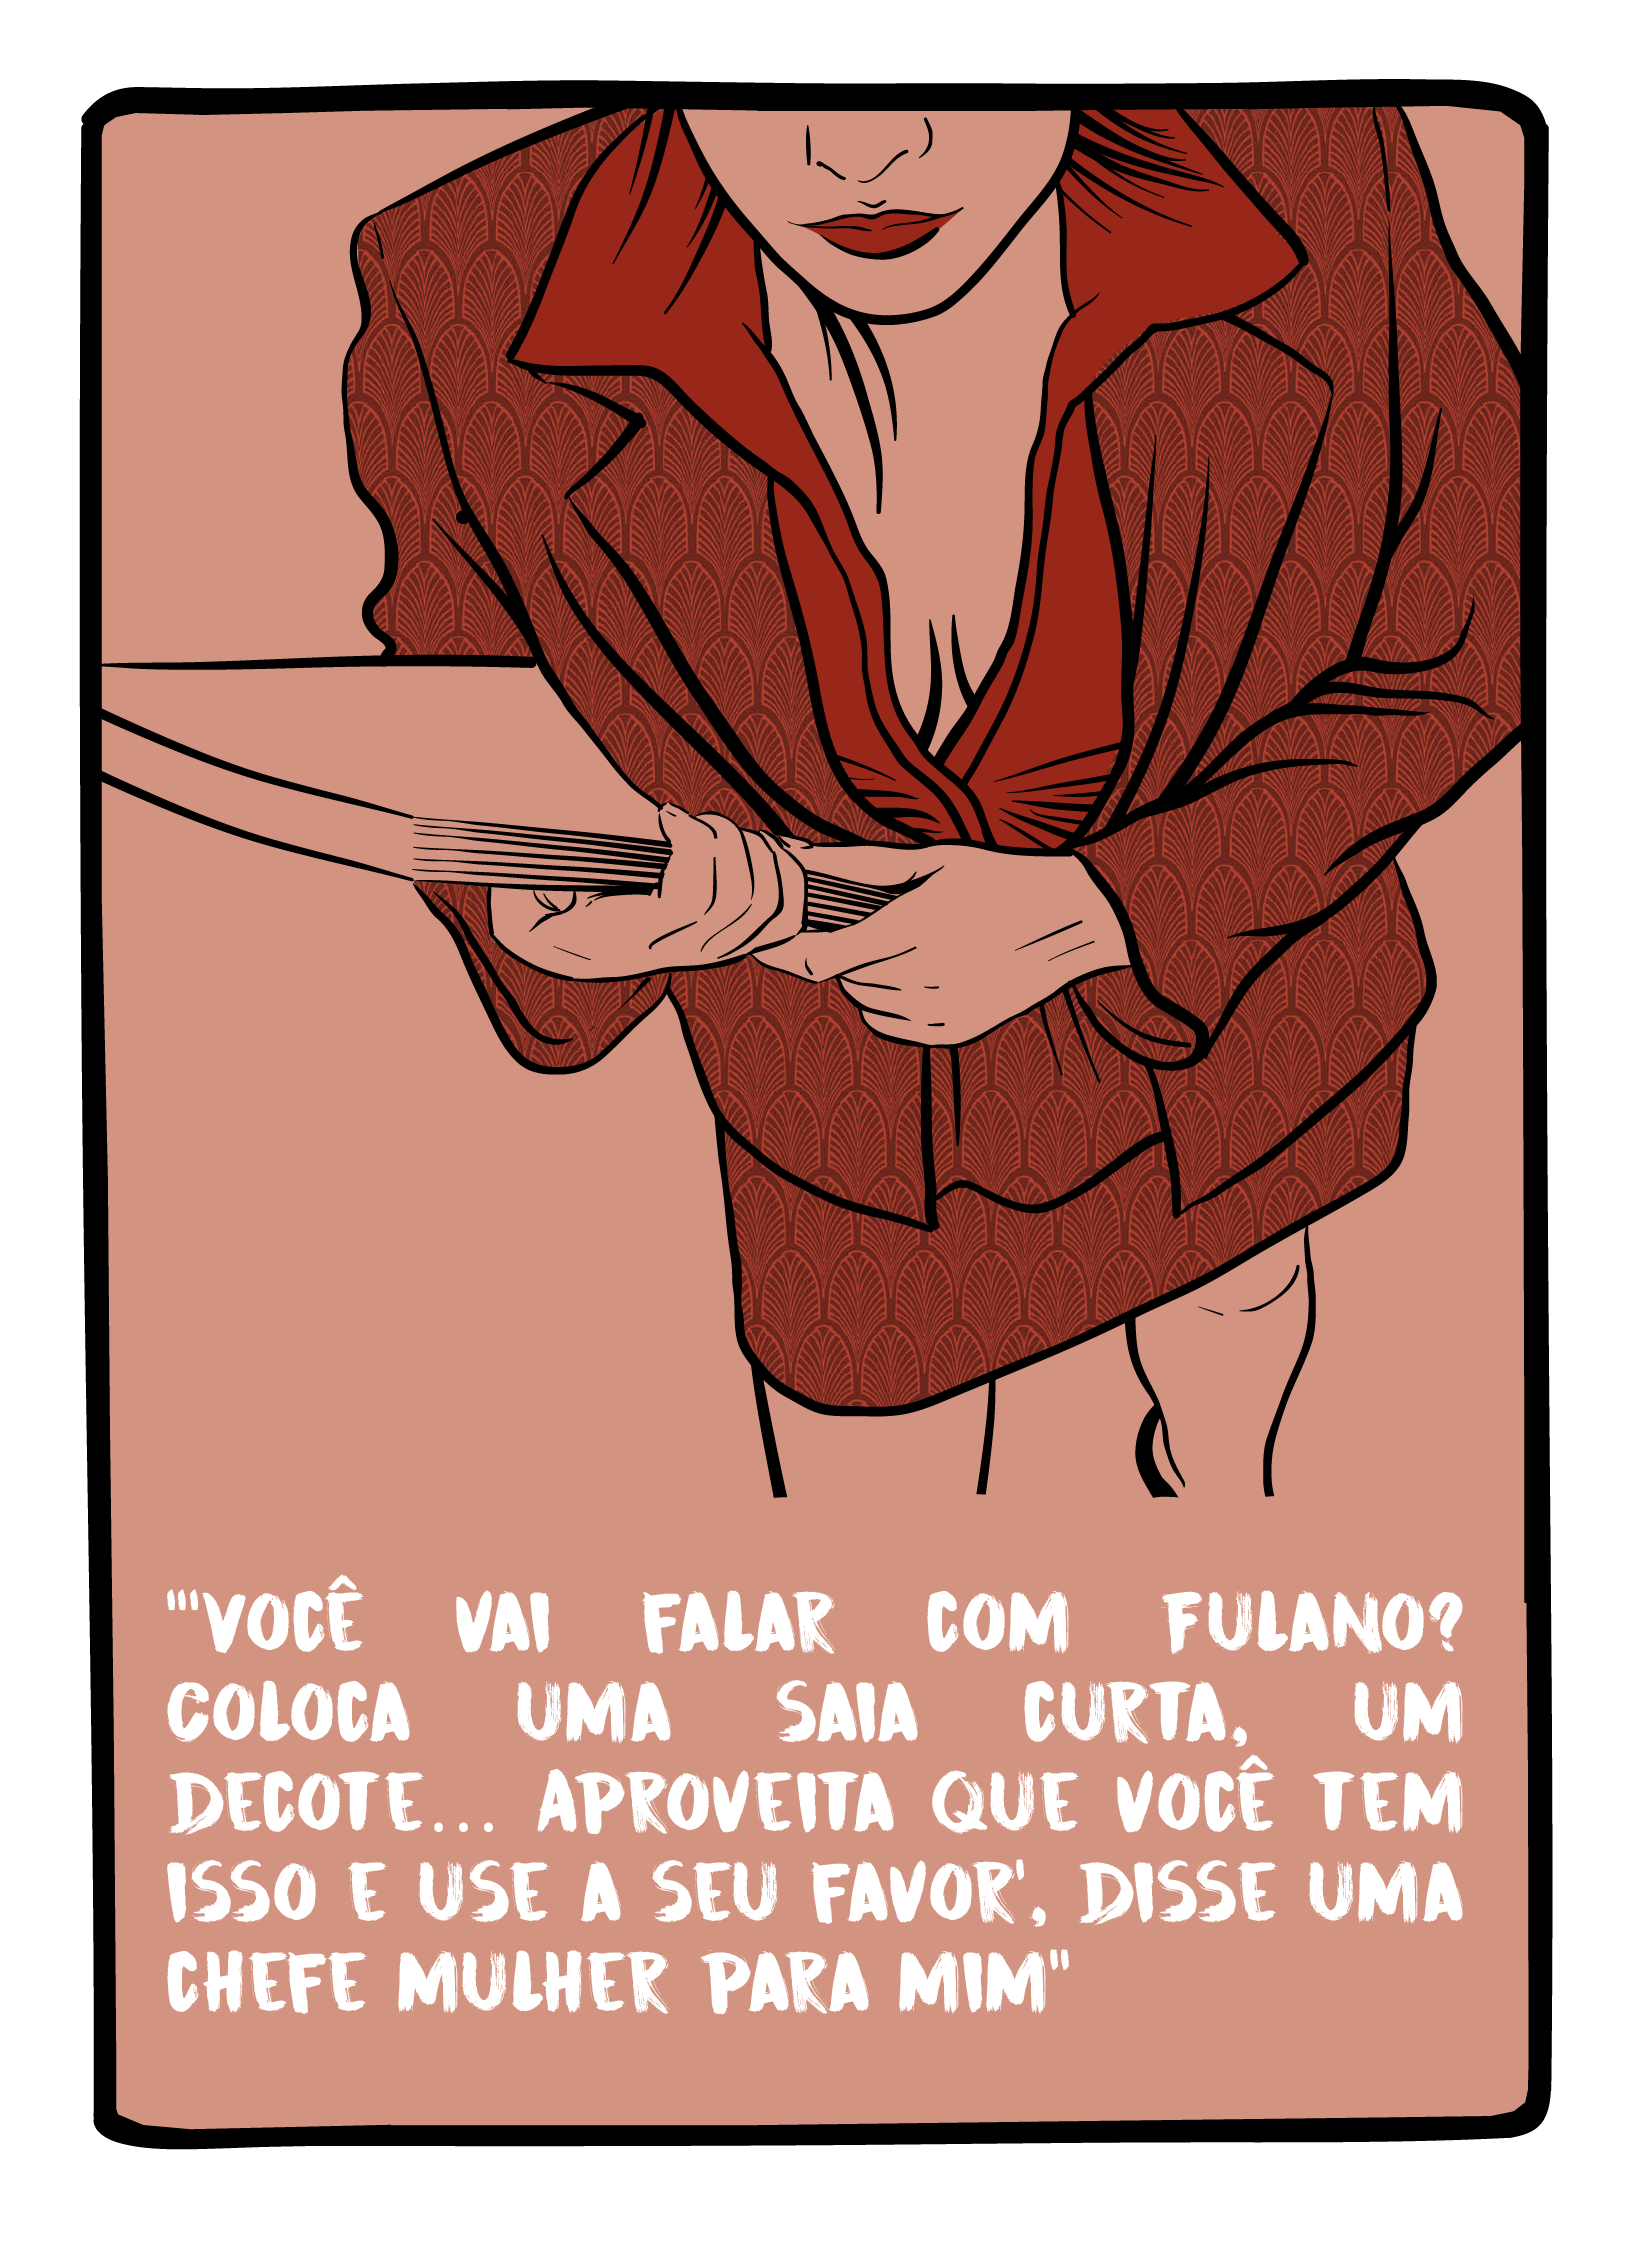 "'VOCÊ VAI FALAR COM FULANO?
COLOCA UMA SAIA CURTA, UM
DECOTE... APROVEITA QUE VOCÊ TEM
ISSO E USE A SEU FAVOR', DISSE UMA
CHEFE MULHER PARA MIM"